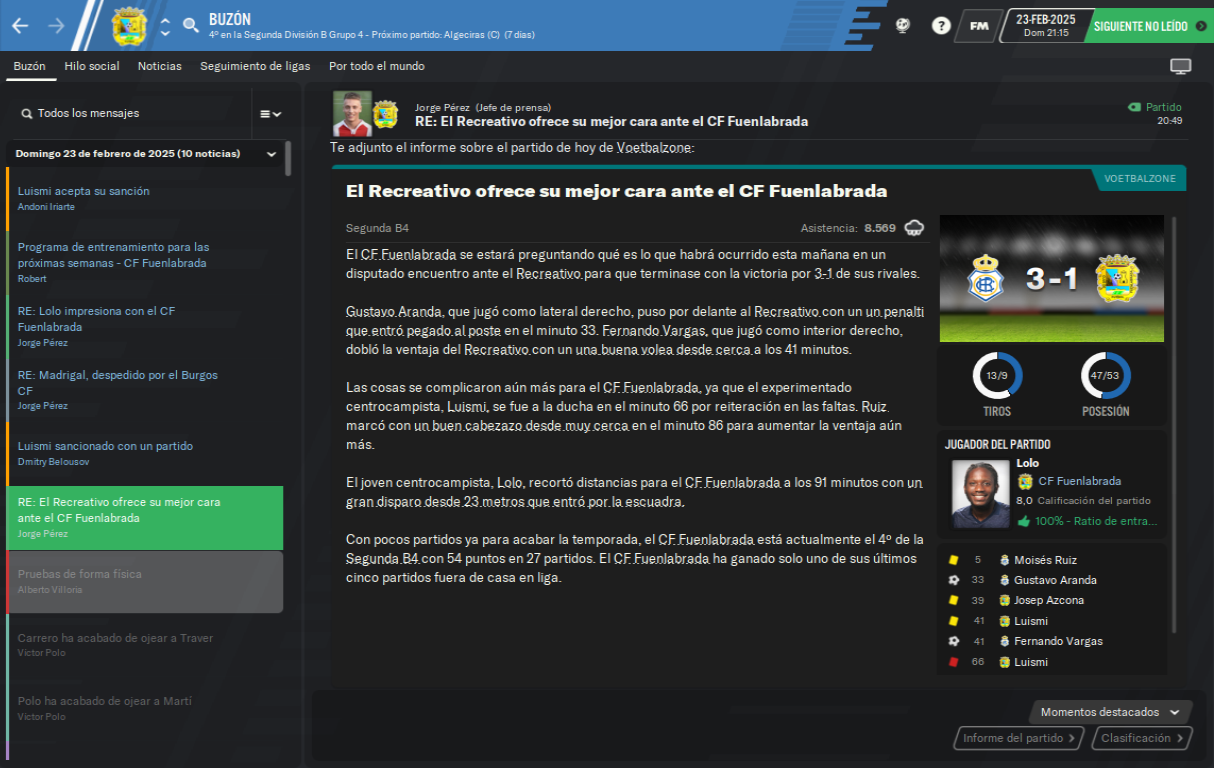 BUZÓN
4º en la Segunda División B Grupo 4 - Próximo partido: Algeciras (C) (7 días)
FM
23-FEB-2025
Dom 21:15
SIGUIENTE NO LEÍDO
Buzón
Hilo social
Noticias
Seguimiento de ligas
Por todo el mundo
Todos los mensajes
Domingo 23 de febrero de 2025 (10 noticias)
Luismi acepta su sanción
Andoni Iriarte
Programa de entrenamiento para las
próximas semanas - CF Fuenlabrada
Robert
RE: Lolo impresiona con el CF
Fuenlabrada
Jorge Pérez
RE: Madrigal, despedido por el Burgos
CF
Jorge Pérez
Luismi sancionado con un partido
Dmitry Belousov
RE: El Recreativo ofrece su mejor cara
ante el CF Fuenlabrada
Jorge Pérez
Pruebas de forma física
Alberto Villoria
Carrero ha acabado de ojear a Traver
Víctor Polo
Polo ha acabado de ojear a Martí
Víctor Polo
Jorge Pérez (Jefe de prensa)
RE: El Recreativo ofrece su mejor cara ante el CF Fuenlabrada
Partido
20:49
Te adjunto el informe sobre el partido de hoy de Voetbalzone:
VOETBALZONE
El Recreativo ofrece su mejor cara ante el CF Fuenlabrada
Segunda B4
Asistencia: 8.569
El CF Fuenlabrada se estará preguntando qué es lo que habrá ocurrido esta mañana en un
disputado encuentro ante el Recreativo para que terminase con la victoria por 3-1 de sus rivales.
Gustavo Aranda, que jugó como lateral derecho, puso por delante al Recreativo con un un penalti
que entró pegado al poste en el minuto 33. Fernando Vargas, que jugó como interior derecho,
dobló la ventaja del Recreativo con un una buena volea desde cerca a los 41 minutos.
Las cosas se complicaron aún más para el CF Fuenlabrada, ya que el experimentado
centrocampista, Luismi, se fue a la ducha en el minuto 66 por reiteración en las faltas. Ruiz
marcó con un buen cabezazo desde muy cerca en el minuto 86 para aumentar la ventaja aún
más.
El joven centrocampista, Lolo, recortó distancias para el CF Fuenlabrada a los 91 minutos con un
gran disparo desde 23 metros que entró por la escuadra.
Con pocos partidos ya para acabar la temporada, el CF Fuenlabrada está actualmente el 4º de la
Segunda B4 con 54 puntos en 27 partidos. El CF Fuenlabrada ha ganado solo uno de sus últimos
cinco partidos fuera de casa en liga.
3-1
13/9
TIROS
47/53
POSESIÓN
JUGADOR DEL PARTIDO
Lolo
CF Fuenlabrada
8,0 Calificación del partido
100% - Ratio de entra...
5 Moisés Ruiz
33 Gustavo Aranda
39 Josep Azcona
41 Luismi
41 Fernando Vargas
66 Luismi
Momentos destacados
Informe del partido
Clasificación